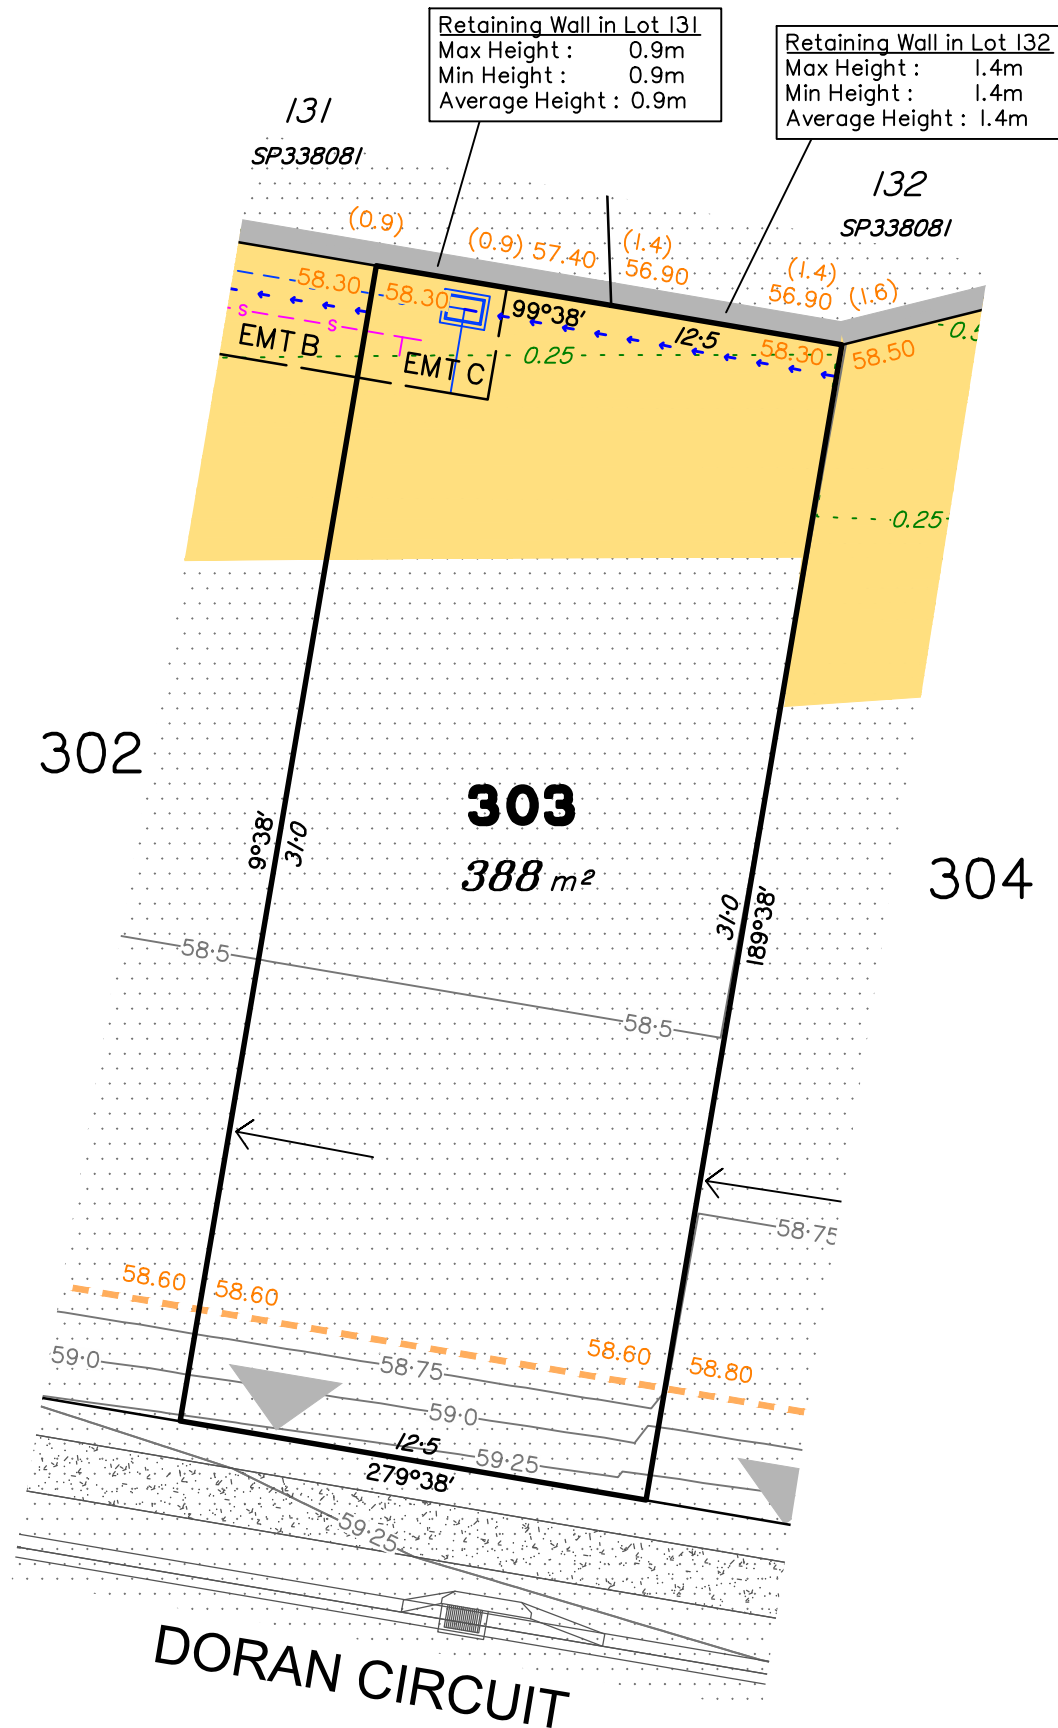 Retaining Wall in Lot 131
Max Height : 0.9m
Min Height : 0.9m
Average Height : 0.9m
Retaining Wall in Lot 132
Max Height : 1.4m
Min Height : 1.4m
Average Height : 1.4m
131
SP338081
132
SP338081
(0.9)
(0.9) 57.40
(1.4)
56.90
(1.4)
56.90
(1.6)
58.30
58.30
99°38'
12·5
58.30
58.50
S
S
EMT B
EMT C
0.25
0.25
302
303
388 m²
304
9°38'
31·0
31·0
189°38'
58·5
58·5
58·75
58.60
58.60
58.60
58.80
59·0
58·75
59·0
59·25
12·5
279°38'
59·25
DORAN CIRCUIT